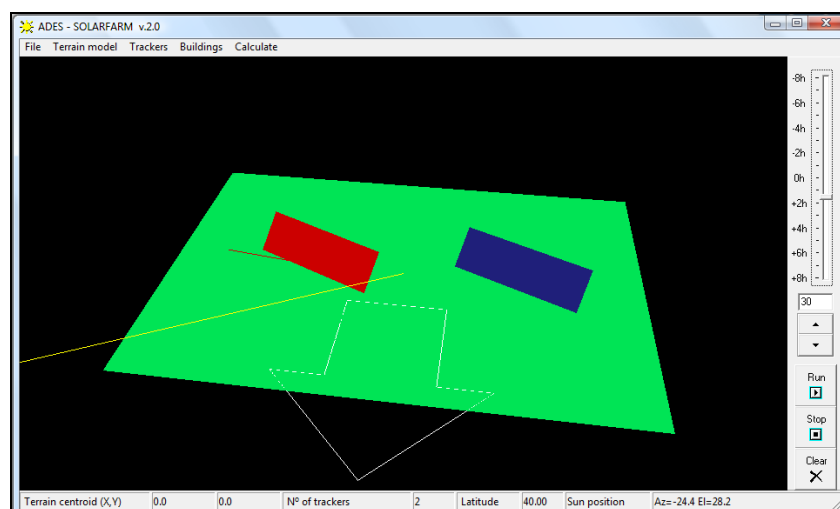 ADES - SOLARFARM v.2.0
File Terrain model Trackers Buildings Calculate
-8h
-6h
-4h
-2h
0h
+2h
+4h
+6h
+8h
30
Run
Stop
Clear
Terrain centroid (X,Y) 0.0 0.0 Nº of trackers 2 Latitude 40.00 Sun position Az=-24.4 El=28.2